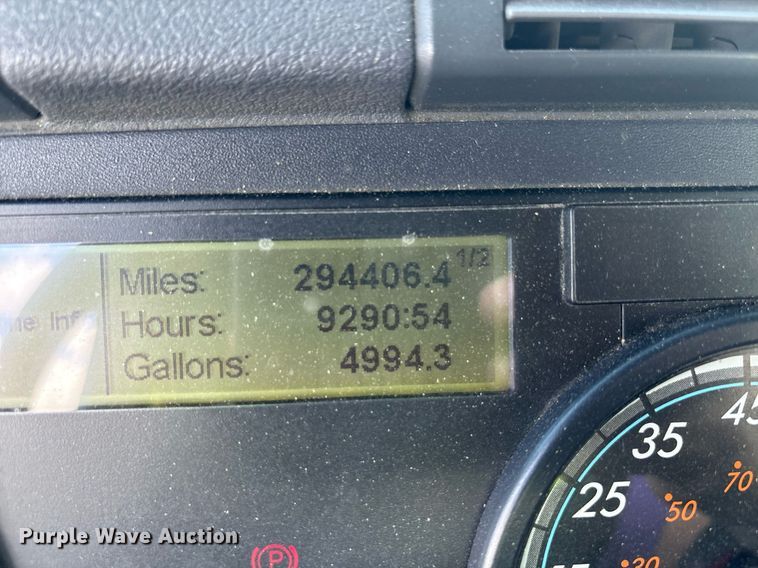 1/2
Miles: 294406.4
Hours: 9290:54
Gallons: 4994.3
45
35
25
70
50
30
P
Purple Wave Auction